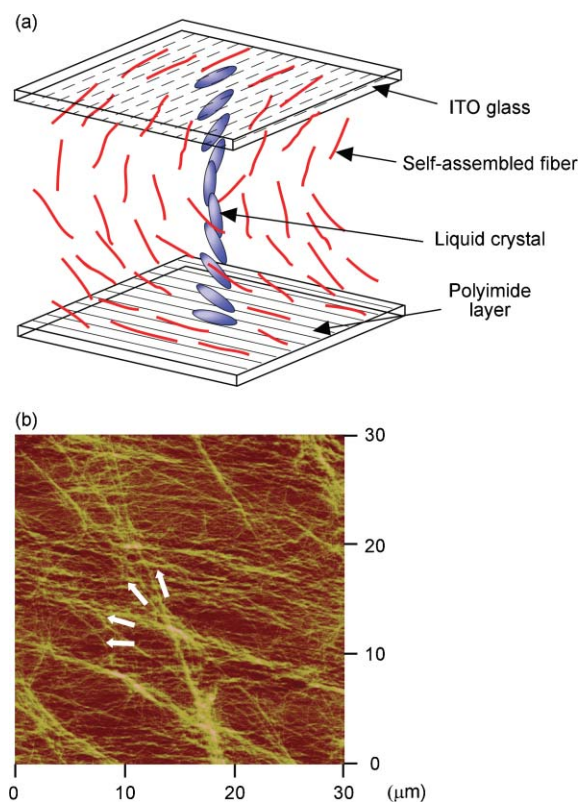 (a)
ITO glass
Self-assembled fiber
Liquid crystal
Polyimide
layer
(b)
30
20
10
0
0
10
20
30
(μm)